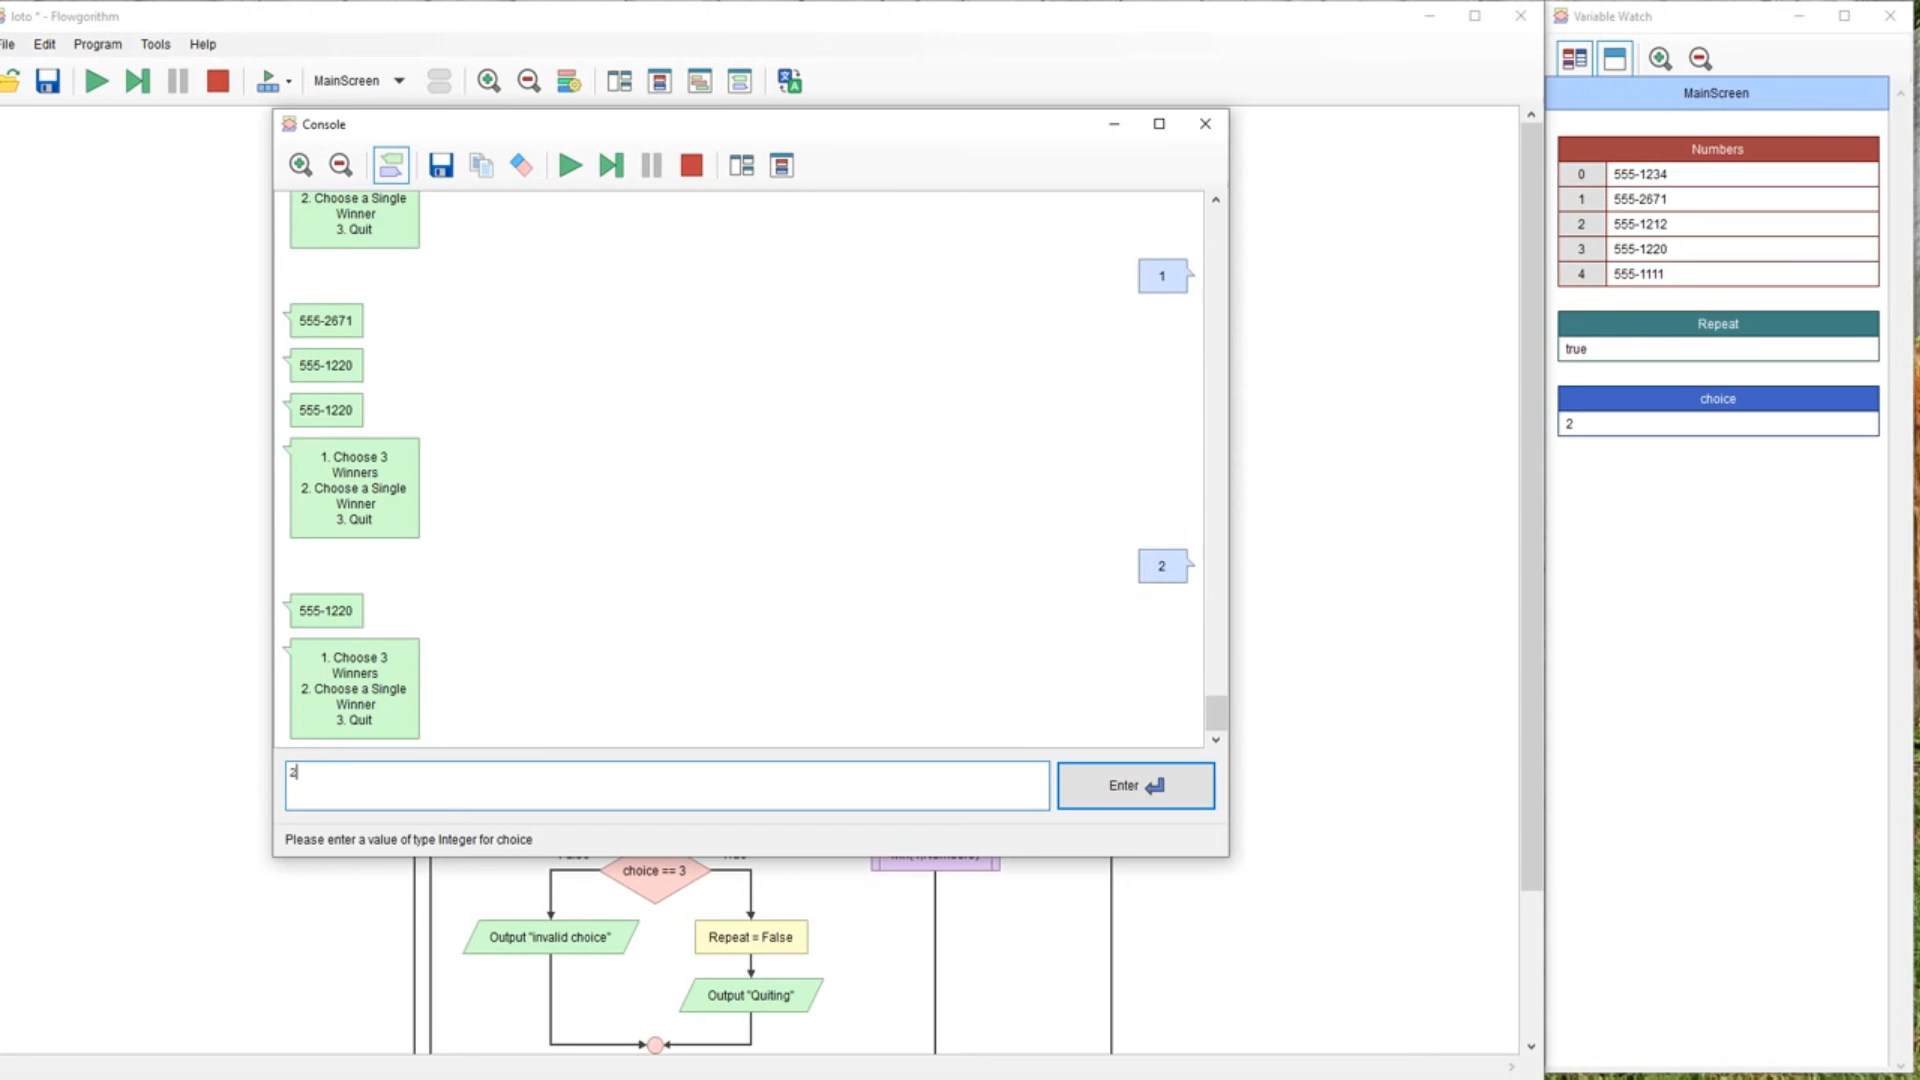 loto * - Flowgorithm
File Edit Program Tools Help
MainScreen
Console
2. Choose a Single
Winner
3. Quit
1
555-2671
555-1220
555-1220
1. Choose 3
Winners
2. Choose a Single
Winner
3. Quit
2
555-1220
1. Choose 3
Winners
2. Choose a Single
Winner
3. Quit
2
Enter
Please enter a value of type Integer for choice
False
True
choice == 3
Output "invalid choice"
Repeat = False
Output "Quiting"
Variable Watch
MainScreen
Numbers
0 555-1234
1 555-2671
2 555-1212
3 555-1220
4 555-1111
Repeat
true
choice
2